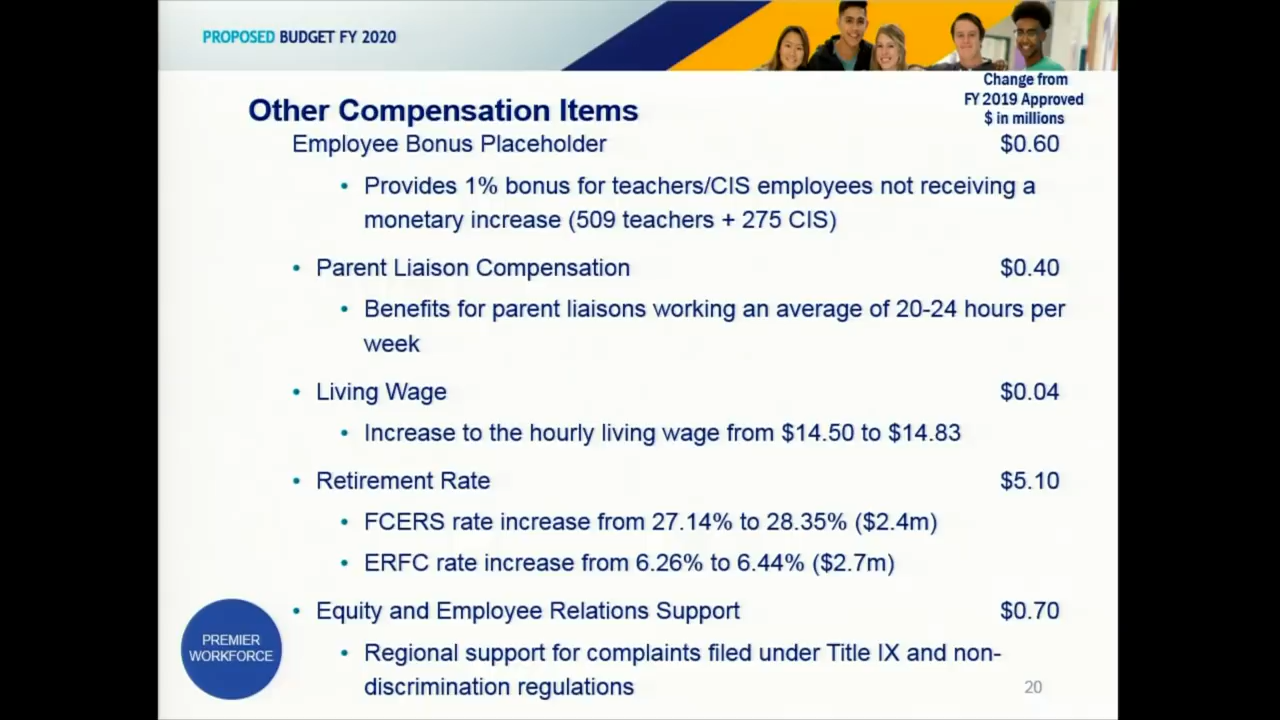 PROPOSED BUDGET FY 2020
Change from
FY 2019 Approved
$ in millions
Other Compensation Items
Employee Bonus Placeholder $0.60
• Provides 1% bonus for teachers/CIS employees not receiving a
monetary increase (509 teachers + 275 CIS)
• Parent Liaison Compensation $0.40
• Benefits for parent liaisons working an average of 20-24 hours per
week
• Living Wage $0.04
• Increase to the hourly living wage from $14.50 to $14.83
• Retirement Rate $5.10
• FCERS rate increase from 27.14% to 28.35% ($2.4m)
• ERFC rate increase from 6.26% to 6.44% ($2.7m)
• Equity and Employee Relations Support $0.70
• Regional support for complaints filed under Title IX and non-
discrimination regulations
PREMIER
WORKFORCE
20